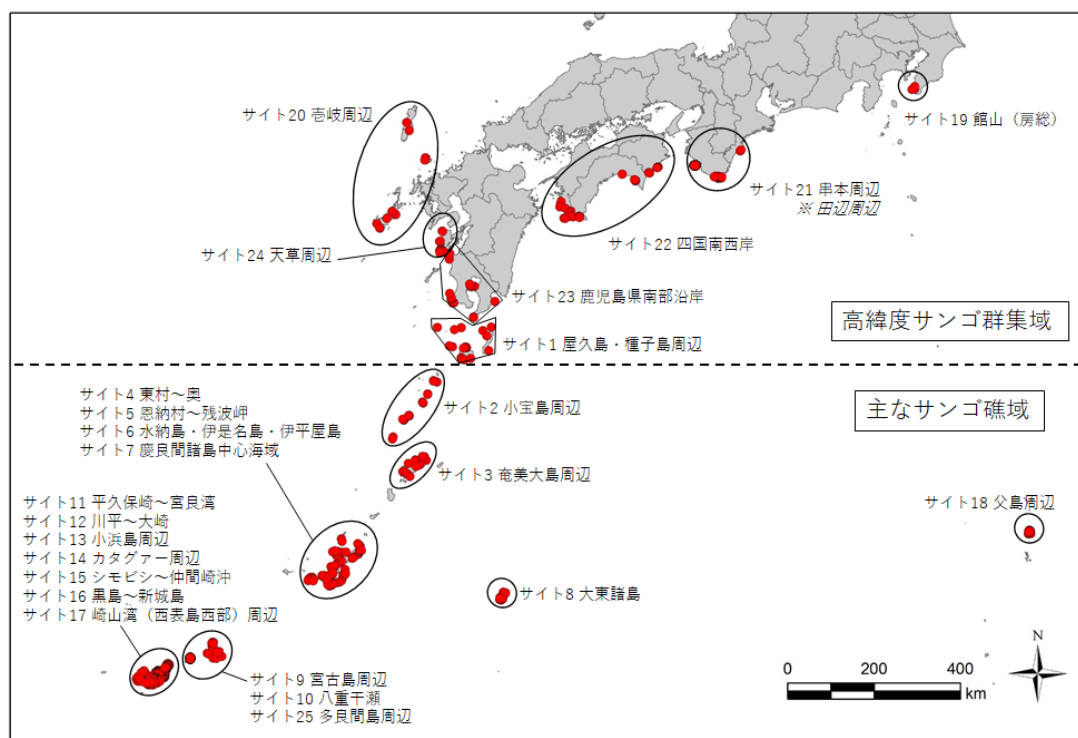 サイト20 壱岐周辺
サイト19 館山（房総）
サイト21 串本周辺
※ 田辺周辺
サイト22 四国南西岸
サイト24 天草周辺
サイト23 鹿児島県南部沿岸
高緯度サンゴ群集域
サイト1 屋久島・種子島周辺
サイト4 東村～奥
サイト5 恩納村～残波岬
サイト6 水納島・伊是名島・伊平屋島
サイト7 慶良間諸島中心海域
サイト2 小宝島周辺
主なサンゴ礁域
サイト3 奄美大島周辺
サイト18 父島周辺
サイト11 平久保崎～宮良湾
サイト12 川平～大崎
サイト13 小浜島周辺
サイト14 カタグァー周辺
サイト15 シモビシ～仲間崎沖
サイト16 黒島～新城島
サイト17 崎山湾（西表島西部）周辺
サイト8 大東諸島
サイト9 宮古島周辺
サイト10 八重干瀬
サイト25 多良間島周辺
N
0 200 400
km